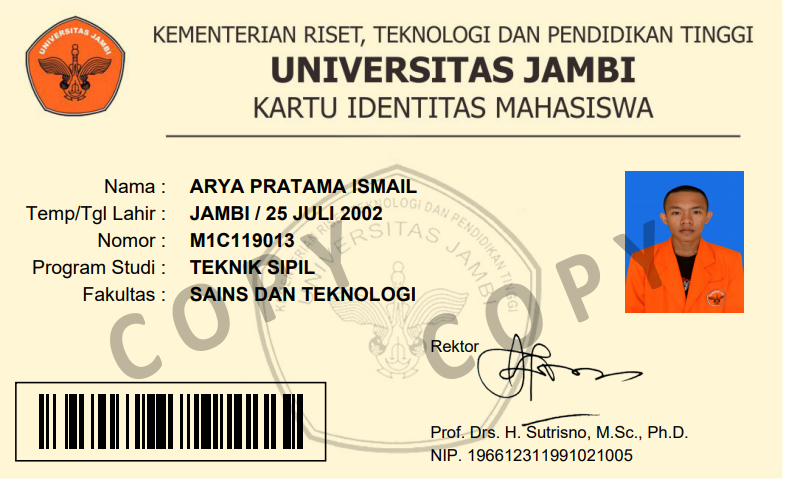 KEMENTERIAN RISET, TEKNOLOGI DAN PENDIDIKAN TINGGI
UNIVERSITAS JAMBI
UNIVERSITAS JAMBI
KARTU IDENTITAS MAHASISWA
Nama : ARYA PRATAMA ISMAIL
Temp/Tgl Lahir : JAMBI / 25 JULI 2002
Nomor : M1C119013
Program Studi : TEKNIK SIPIL
Fakultas : SAINS DAN TEKNOLOGI
KEMENTERIAN RISET TEKNOLOGI DAN PENDIDIKAN TINGGI
UNIVERSITAS JAMBI
COPY COPY
Rektor
Prof. Drs. H. Sutrisno, M.Sc., Ph.D.
NIP. 196612311991021005